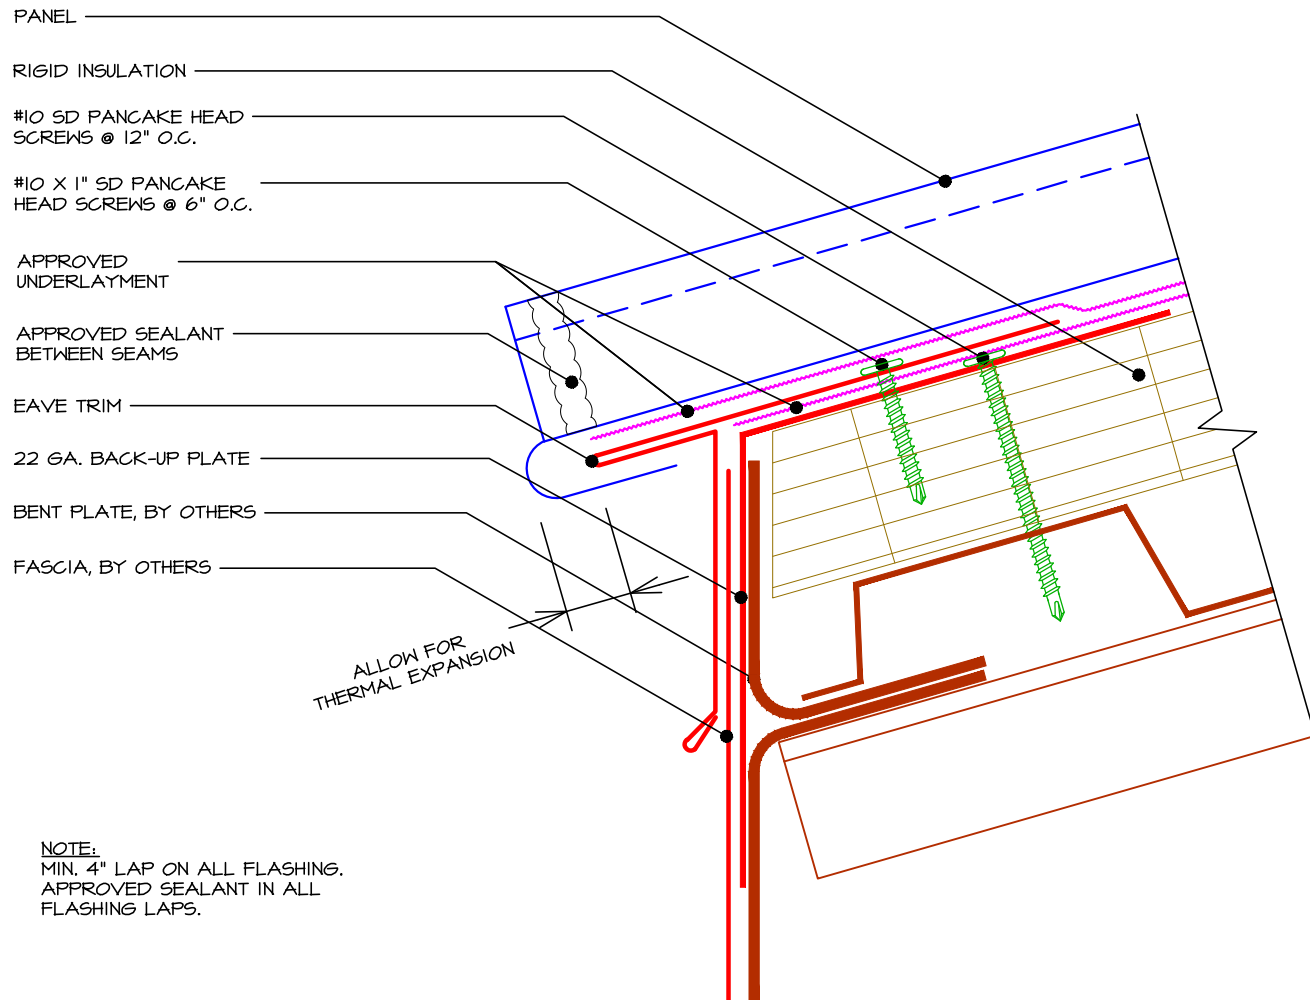 PANEL
RIGID INSULATION
#10 SD PANCAKE HEAD
SCREWS @ 12" O.C.
#10 X 1" SD PANCAKE
HEAD SCREWS @ 6" O.C.
APPROVED
UNDERLAYMENT
APPROVED SEALANT
BETWEEN SEAMS
EAVE TRIM
22 GA. BACK-UP PLATE
BENT PLATE, BY OTHERS
FASCIA, BY OTHERS
ALLOW FOR
THERMAL EXPANSION
NOTE:
MIN. 4" LAP ON ALL FLASHING.
APPROVED SEALANT IN ALL
FLASHING LAPS.